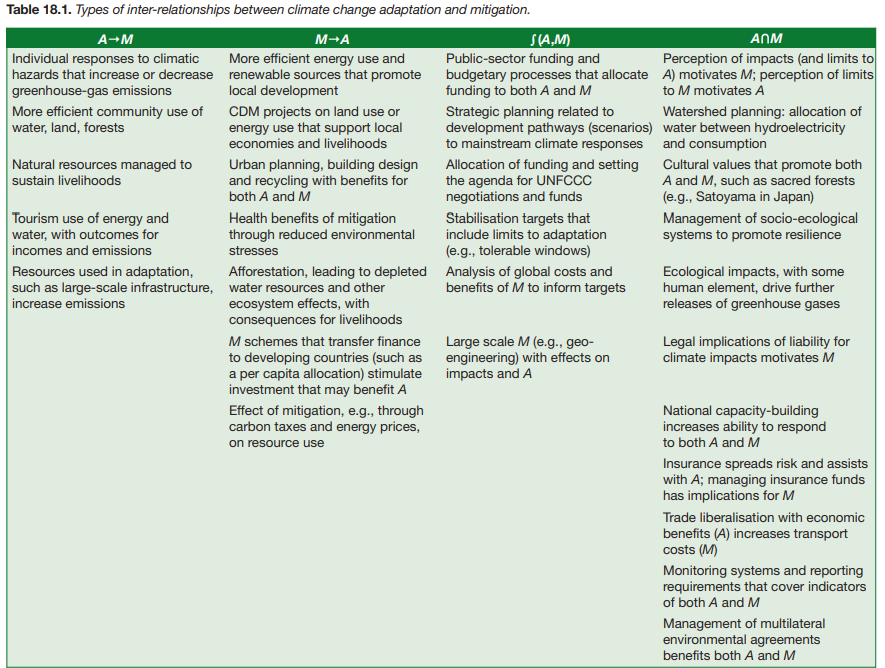 Table 18.1. Types of inter-relationships between climate change adaptation and mitigation.
A→M
M→A
∫(A,M)
A∩M
Individual responses to climatic
hazards that increase or decrease
greenhouse-gas emissions
More efficient energy use and
renewable sources that promote
local development
Public-sector funding and
budgetary processes that allocate
funding to both A and M
Perception of impacts (and limits to
A) motivates M; perception of limits
to M motivates A
More efficient community use of
water, land, forests
CDM projects on land use or
energy use that support local
economies and livelihoods
Strategic planning related to
development pathways (scenarios)
to mainstream climate responses
Watershed planning: allocation of
water between hydroelectricity
and consumption
Natural resources managed to
sustain livelihoods
Urban planning, building design
and recycling with benefits for
both A and M
Allocation of funding and setting
the agenda for UNFCCC
negotiations and funds
Cultural values that promote both
A and M, such as sacred forests
(e.g., Satoyama in Japan)
Tourism use of energy and
water, with outcomes for
incomes and emissions
Health benefits of mitigation
through reduced environmental
stresses
Stabilisation targets that
include limits to adaptation
(e.g., tolerable windows)
Management of socio-ecological
systems to promote resilience
Resources used in adaptation,
such as large-scale infrastructure,
increase emissions
Afforestation, leading to depleted
water resources and other
ecosystem effects, with
consequences for livelihoods
Analysis of global costs and
benefits of M to inform targets
Ecological impacts, with some
human element, drive further
releases of greenhouse gases
M schemes that transfer finance
to developing countries (such as
a per capita allocation) stimulate
investment that may benefit A
Large scale M (e.g., geo-
engineering) with effects on
impacts and A
Legal implications of liability for
climate impacts motivates M
Effect of mitigation, e.g., through
carbon taxes and energy prices,
on resource use
National capacity-building
increases ability to respond
to both A and M
Insurance spreads risk and assists
with A; managing insurance funds
has implications for M
Trade liberalisation with economic
benefits (A) increases transport
costs (M)
Monitoring systems and reporting
requirements that cover indicators
of both A and M
Management of multilateral
environmental agreements
benefits both A and M